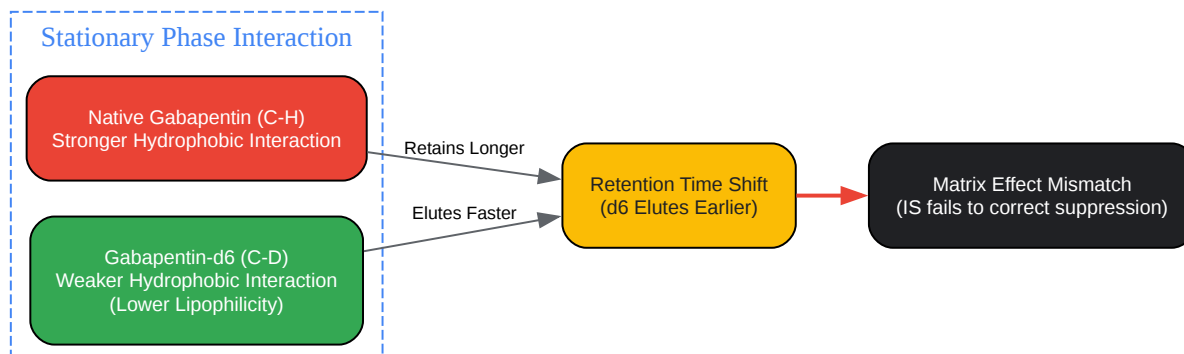 Stationary Phase Interaction
Native Gabapentin (C-H)
Stronger Hydrophobic Interaction
Gabapentin-d6 (C-D)
Weaker Hydrophobic Interaction
(Lower Lipophilicity)
Retains Longer
Elutes Faster
Retention Time Shift
(d6 Elutes Earlier)
Matrix Effect Mismatch
(IS fails to correct suppression)